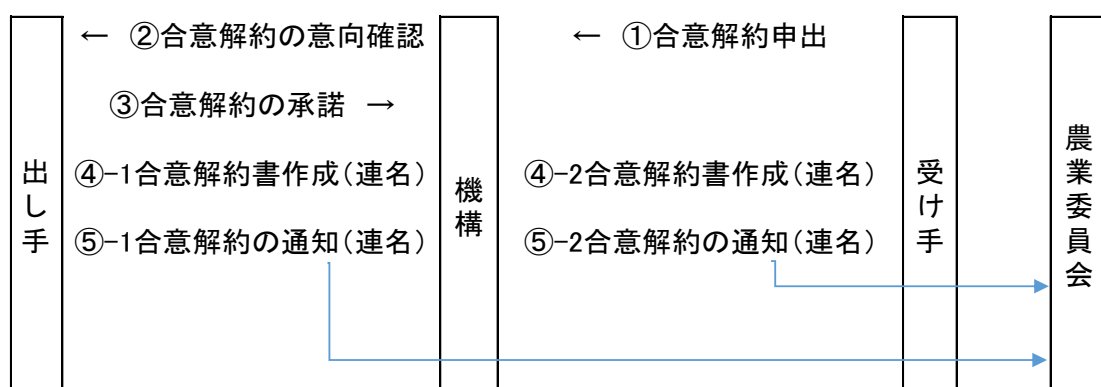 ← ②合意解約の意向確認
← ①合意解約申出
③合意解約の承諾 →
④-1合意解約書作成(連名)
④-2合意解約書作成(連名)
⑤-1合意解約の通知(連名)
⑤-2合意解約の通知(連名)
出し手
機構
受け手
農業委員会